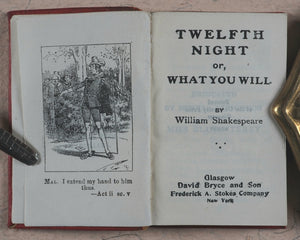 MAL. I extend my hand to him
thus.
—Act ii sc. v
TWELFTH
NIGHT
or,
WHAT YOU WILL
BY
William Shakespeare
Glasgow
David Bryce and Son
Frederick A. Stokes Company
New York